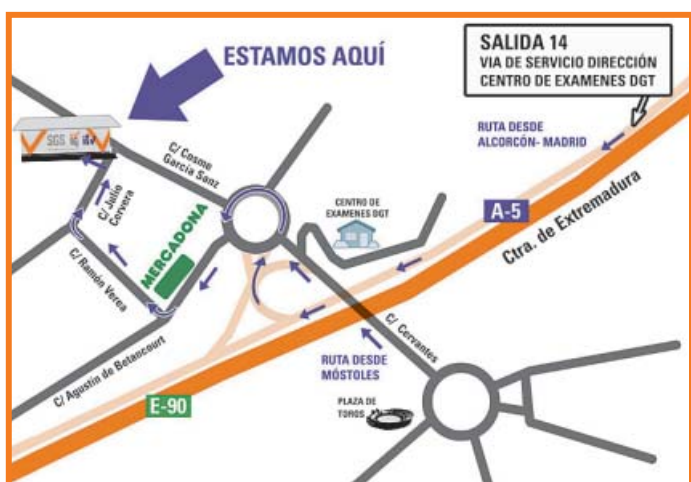 ESTAMOS AQUÍ
SALIDA 14
VIA DE SERVICIO DIRECCIÓN
CENTRO DE EXAMENES DGT
RUTA DESDE
ALCORCÓN- MADRID
SGS
C/ Cosme
García Sanz
C/ Julio
Cervera
MERCADONA
CENTRO DE
EXAMENES DGT
A-5
Ctra. de Extremadura
C/ Ramón Verea
C/ Cervantes
C/ Agustín de Betancourt
RUTA DESDE
MÓSTOLES
E-90
PLAZA DE
TOROS